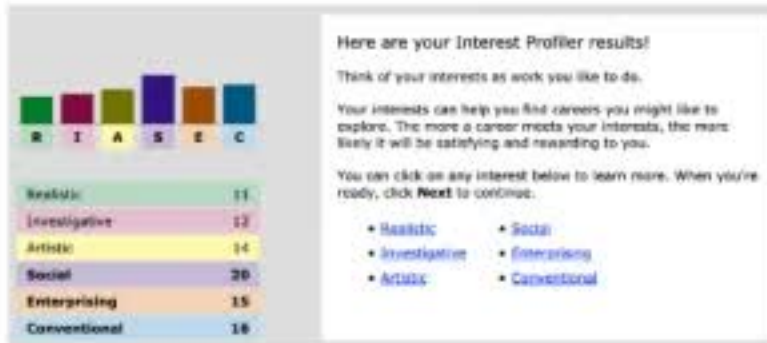 R I A S E C
Realistic 11
Investigative 12
Artistic 14
Social 20
Enterprising 15
Conventional 16
Here are your Interest Profiler results!
Think of your interests as work you like to do.
Your interests can help you find careers you might like to
explore. The more a career meets your interests, the more
likely it will be satisfying and rewarding to you.
You can click on any interest below to learn more. When you're
ready, click Next to continue.
• Realistic • Social
• Investigative • Enterprising
• Artistic • Conventional